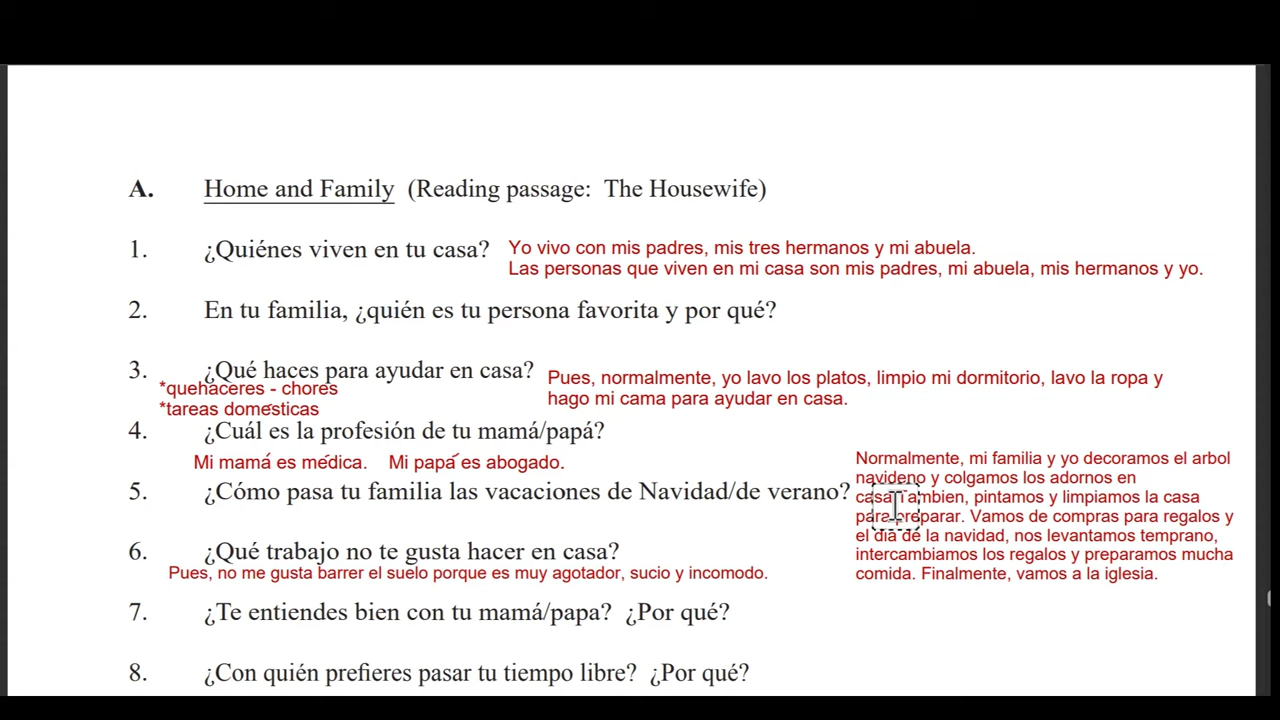 A. Home and Family (Reading passage: The Housewife)
1. ¿Quiénes viven en tu casa? Yo vivo con mis padres, mis tres hermanos y mi abuela.
Las personas que viven en mi casa son mis padres, mi abuela, mis hermanos y yo.
2. En tu familia, ¿quién es tu persona favorita y por qué?
3. ¿Qué haces para ayudar en casa?
*quehaceres - chores
*tareas domésticas
Pues, normalmente, yo lavo los platos, limpio mi dormitorio, lavo la ropa y
hago mi cama para ayudar en casa.
4. ¿Cuál es la profesión de tu mamá/papá?
Mi mamá es médica. Mi papá es abogado.
5. ¿Cómo pasa tu familia las vacaciones de Navidad/de verano?
Normalmente, mi familia y yo decoramos el arbol
navideno y colgamos los adornos en
casa. Tambien, pintamos y limpiamos la casa
para preparar. Vamos de compras para regalos y
el dia de la navidad, nos levantamos temprano,
intercambiamos los regalos y preparamos mucha
comida. Finalmente, vamos a la iglesia.
6. ¿Qué trabajo no te gusta hacer en casa?
Pues, no me gusta barrer el suelo porque es muy agotador, sucio y incomodo.
7. ¿Te entiendes bien con tu mamá/papa? ¿Por qué?
8. ¿Con quién prefieres pasar tu tiempo libre? ¿Por qué?